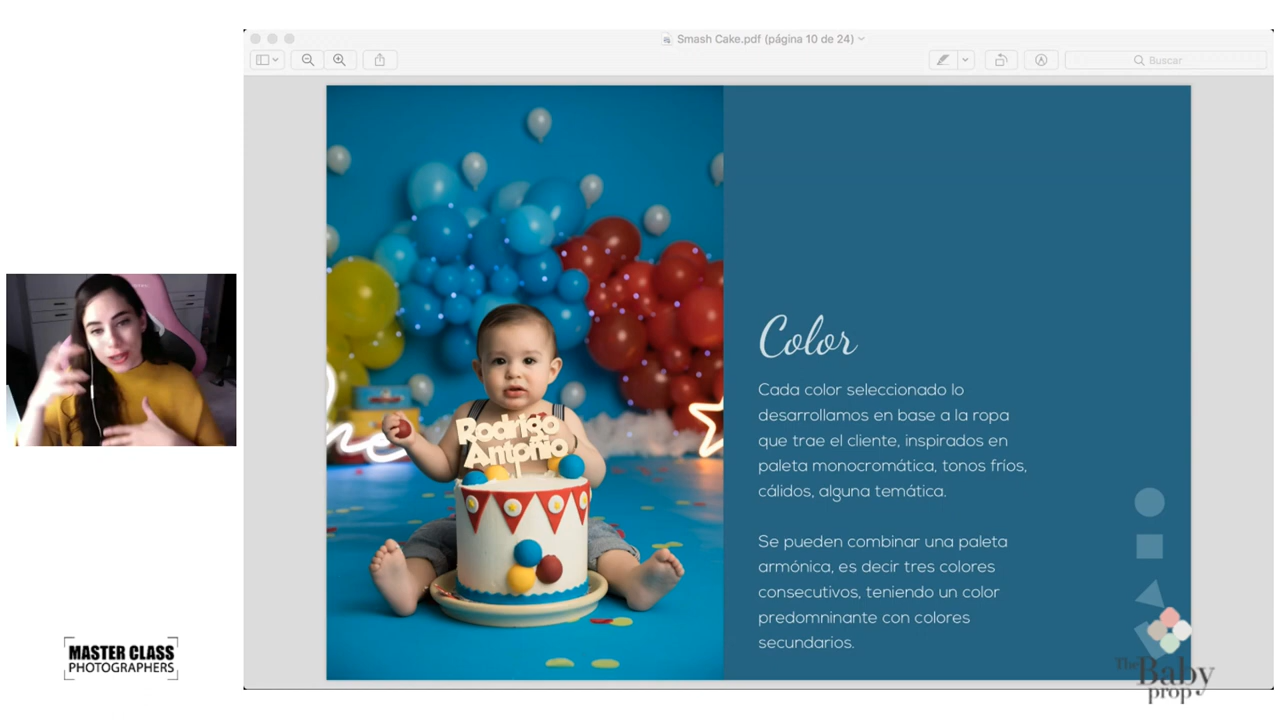 Smash Cake.pdf (página 10 de 24)
Buscar
Rodrigo
Antonio
Color
Cada color seleccionado lo
desarrollamos en base a la ropa
que trae el cliente, inspirados en
paleta monocromática, tonos fríos,
cálidos, alguna temática.
Se pueden combinar una paleta
armónica, es decir tres colores
consecutivos, teniendo un color
predominnante con colores
secundarios.
MASTER CLASS
PHOTOGRAPHERS
The
Baby
prop